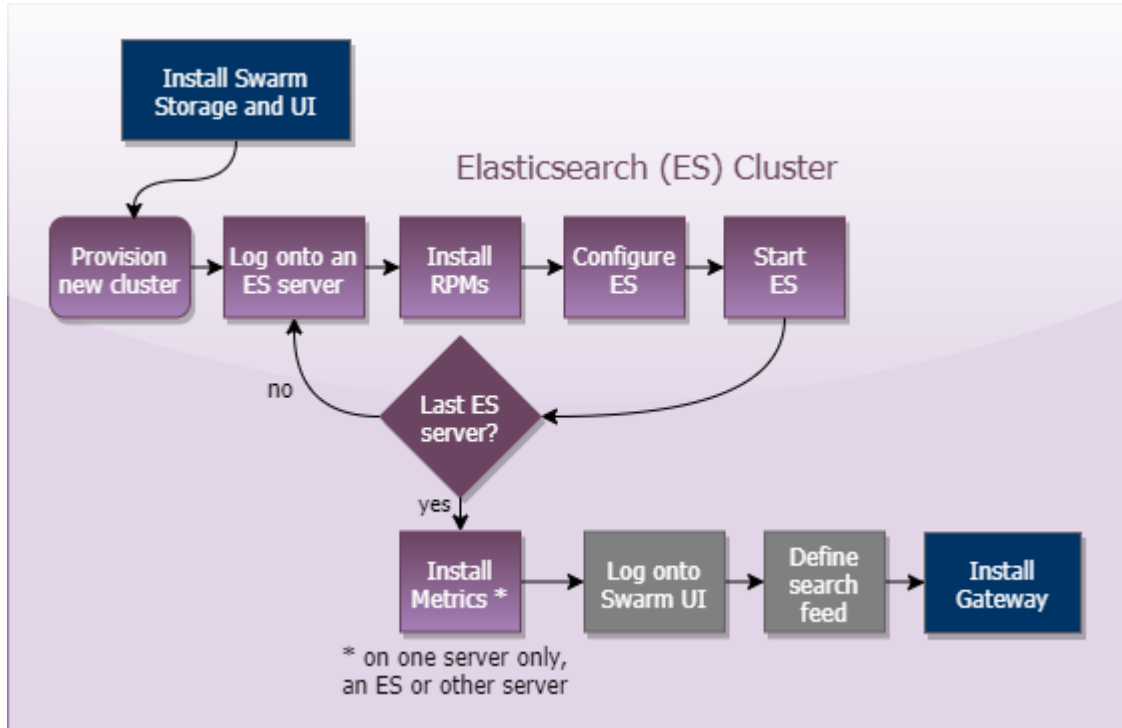 Install Swarm
Storage and UI
Elasticsearch (ES) Cluster
Provision
new cluster
Log onto an
ES server
Install
RPMs
Configure
ES
Start
ES
no
Last ES
server?
yes
Install
Metrics *
Log onto
Swarm UI
Define
search
feed
Install
Gateway
* on one server only,
an ES or other server